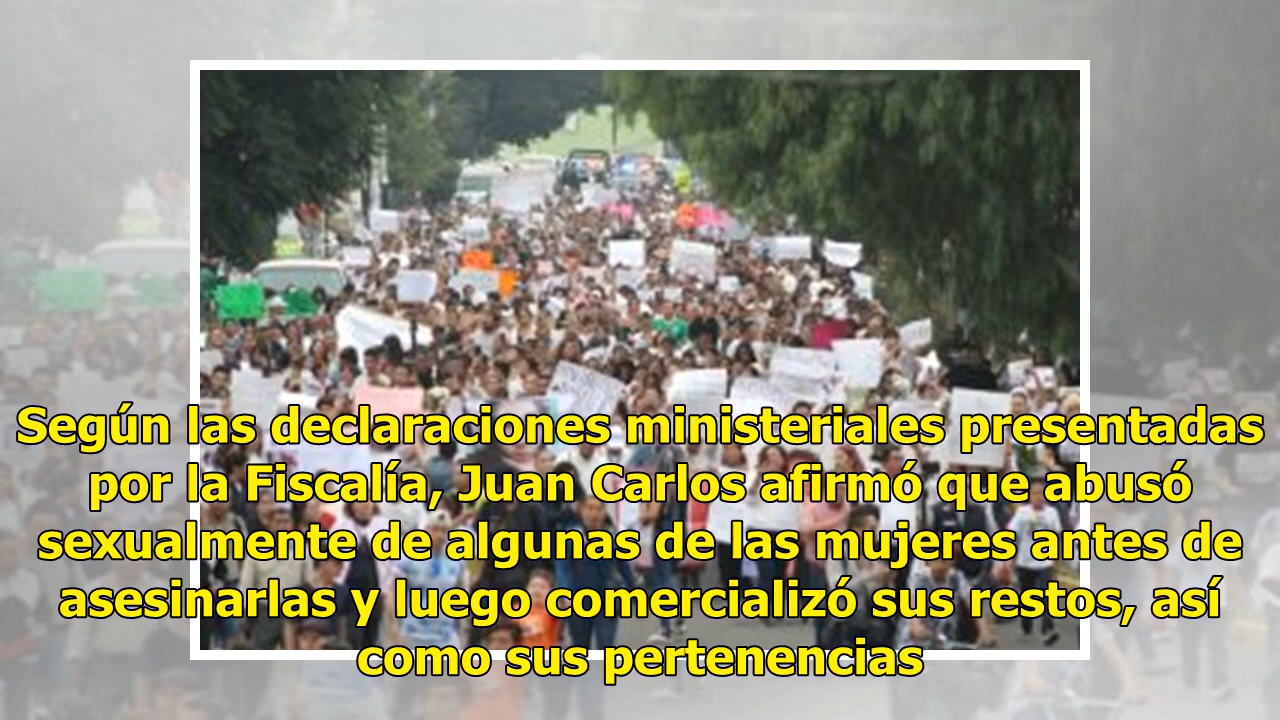 Según las declaraciones ministeriales presentadas
por la Fiscalía, Juan Carlos afirmó que abusó
sexualmente de algunas de las mujeres antes de
asesinarlas y luego comercializó sus restos, así
como sus pertenencias